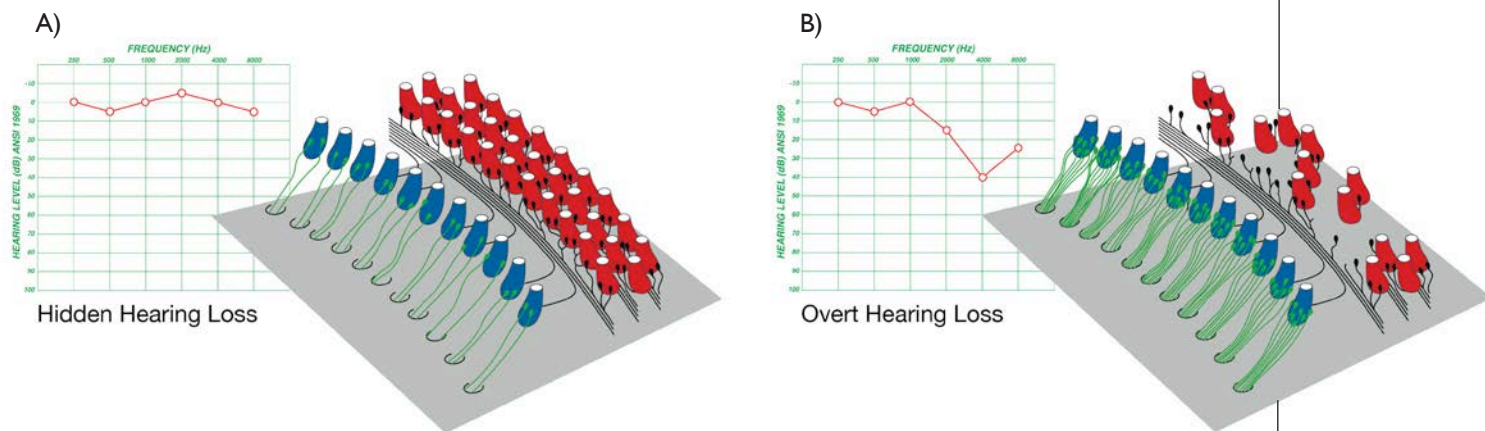 A)
FREQUENCY (Hz)
250 500 1000 2000 4000 8000
HEARING LEVEL (dB) ANSI 1969
-10
0
10
20
30
40
50
60
70
80
90
100
Hidden Hearing Loss
B)
FREQUENCY (Hz)
250 500 1000 2000 4000 8000
HEARING LEVEL (dB) ANSI 1969
-10
0
10
20
30
40
50
60
70
80
90
100
Overt Hearing Loss